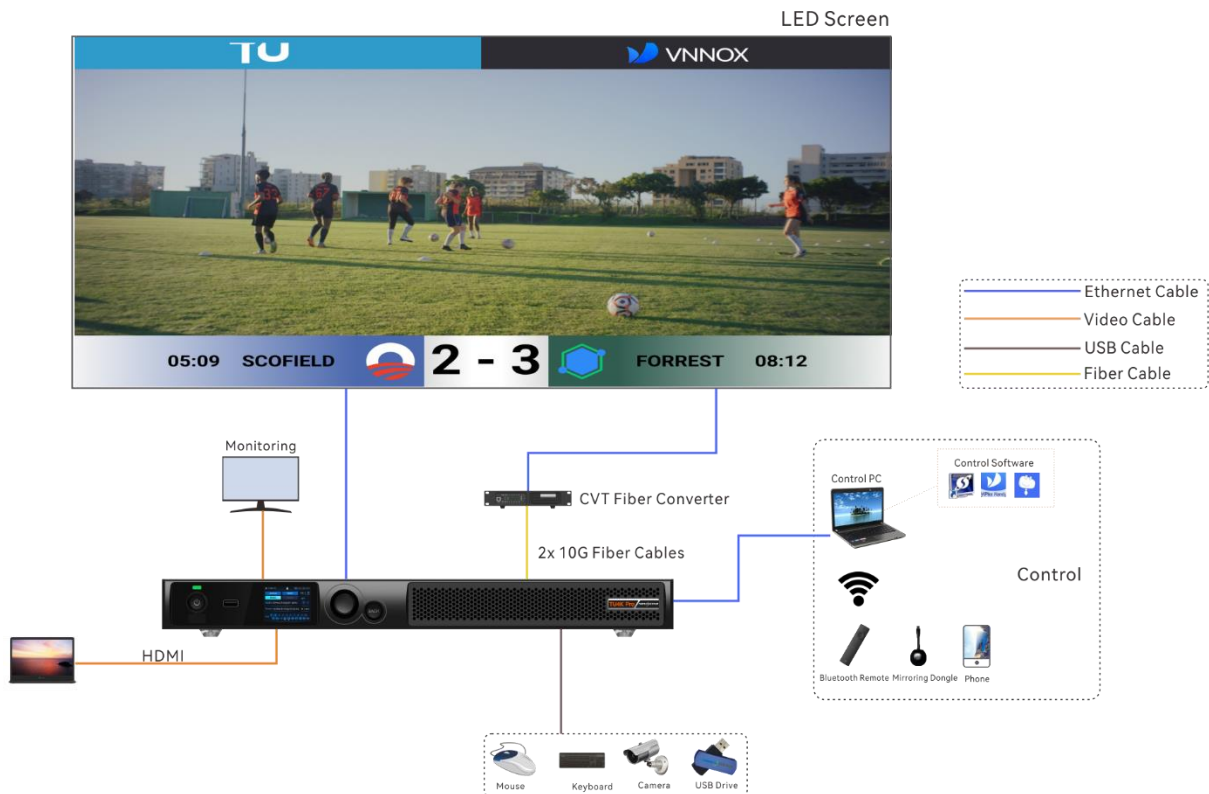 LED Screen
TU
VNNOX
05:09 SCOFIELD 2 - 3 FORREST 08:12
Ethernet Cable
Video Cable
USB Cable
Fiber Cable
Monitoring
CVT Fiber Converter
2x 10G Fiber Cables
Control PC
Control Software
Control
Bluetooth Remote
Mirroring Dongle
Phone
HDMI
Mouse
Keyboard
Camera
USB Drive